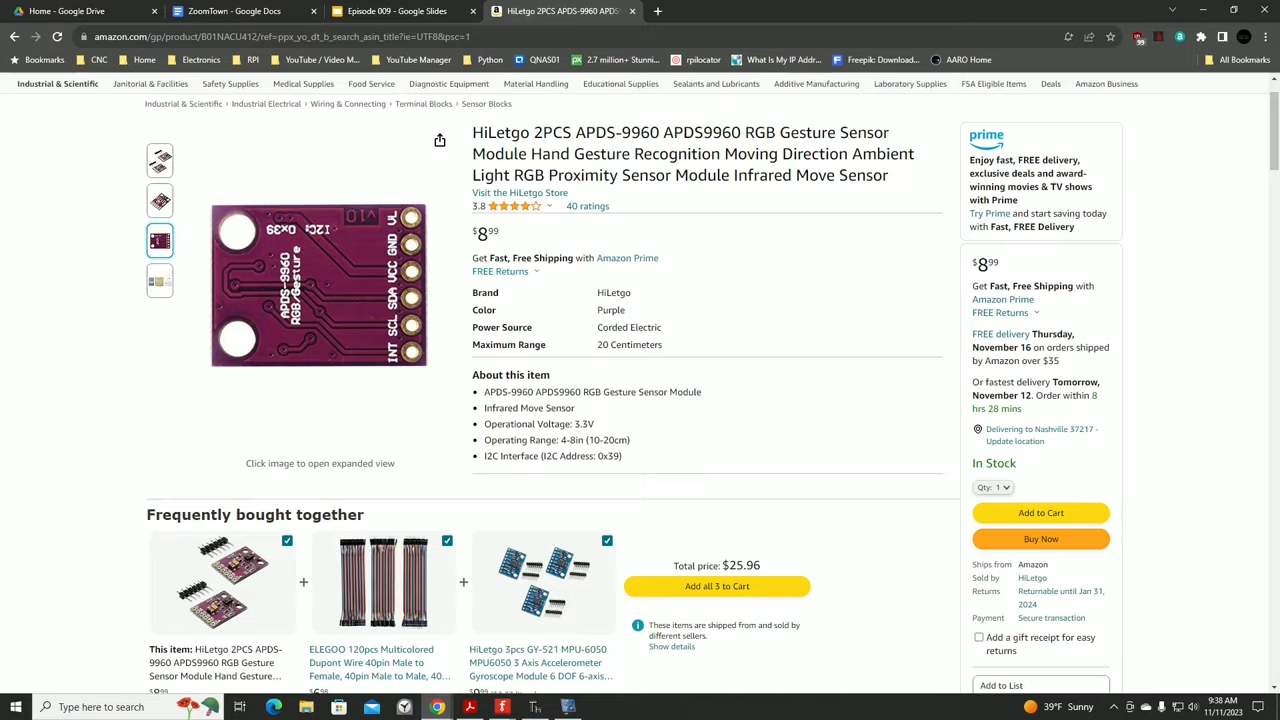 Home - Google Drive
ZoomTown - Google Docs
Episode 009 - Google Slides
HiLetgo 2PCS APDS-9960 APDS
amazon.com/gp/product/B01NACU412/ref=ppx_yo_dt_b_search_asin_title?ie=UTF8&psc=1
99
Bookmarks CNC Home Electronics RPI YouTube / Video M... YouTube Manager Python QNAS01 2.7 million+ Stunni... rpilocator What Is My IP Addr... Freepik: Download... AARO Home All Bookmarks
Industrial & Scientific Janitorial & Facilities Safety Supplies Medical Supplies Food Service Diagnostic Equipment Material Handling Educational Supplies Sealants and Lubricants Additive Manufacturing Laboratory Supplies FSA Eligible Items Deals Amazon Business
Industrial & Scientific › Industrial Electrical › Wiring & Connecting › Terminal Blocks › Sensor Blocks
HiLetgo 2PCS APDS-9960 APDS9960 RGB Gesture Sensor
Module Hand Gesture Recognition Moving Direction Ambient
Light RGB Proximity Sensor Module Infrared Move Sensor
Visit the HiLetgo Store
3.8
40 ratings
$8 99
Get Fast, Free Shipping with Amazon Prime
FREE Returns
Brand HiLetgo
Color Purple
Power Source Corded Electric
Maximum Range 20 Centimeters
About this item
• APDS-9960 APDS9960 RGB Gesture Sensor Module
• Infrared Move Sensor
• Operational Voltage: 3.3V
• Operating Range: 4-8in (10-20cm)
• I2C Interface (I2C Address: 0x39)
v10
I2C: 0x39
APDS-9960
RGB/Gesture
INT SCL SDA VCC GND VL
Click image to open expanded view
prime
Enjoy fast, FREE delivery,
exclusive deals and award-
winning movies & TV shows
with Prime
Try Prime and start saving today
with Fast, FREE Delivery
$8 99
Get Fast, Free Shipping with
Amazon Prime
FREE Returns
FREE delivery Thursday,
November 16 on orders shipped
by Amazon over $35
Or fastest delivery Tomorrow,
November 12. Order within 8
hrs 28 mins
Delivering to Nashville 37217 -
Update location
In Stock
Qty: 1
Add to Cart
Buy Now
Ships from Amazon
Sold by HiLetgo
Returns Returnable until Jan 31,
2024
Payment Secure transaction
Add a gift receipt for easy
returns
Add to List
Frequently bought together
+
+
Total price: $25.96
Add all 3 to Cart
These items are shipped from and sold by
different sellers.
Show details
This item: HiLetgo 2PCS APDS-
9960 APDS9960 RGB Gesture
Sensor Module Hand Gesture...
$8 99
ELEGOO 120pcs Multicolored
Dupont Wire 40pin Male to
Female, 40pin Male to Male, 40...
$6 98
HiLetgo 3pcs GY-521 MPU-6050
MPU6050 3 Axis Accelerometer
Gyroscope Module 6 DOF 6-axis...
$9 99
Type here to search
39°F Sunny
9:38 AM
11/11/2023